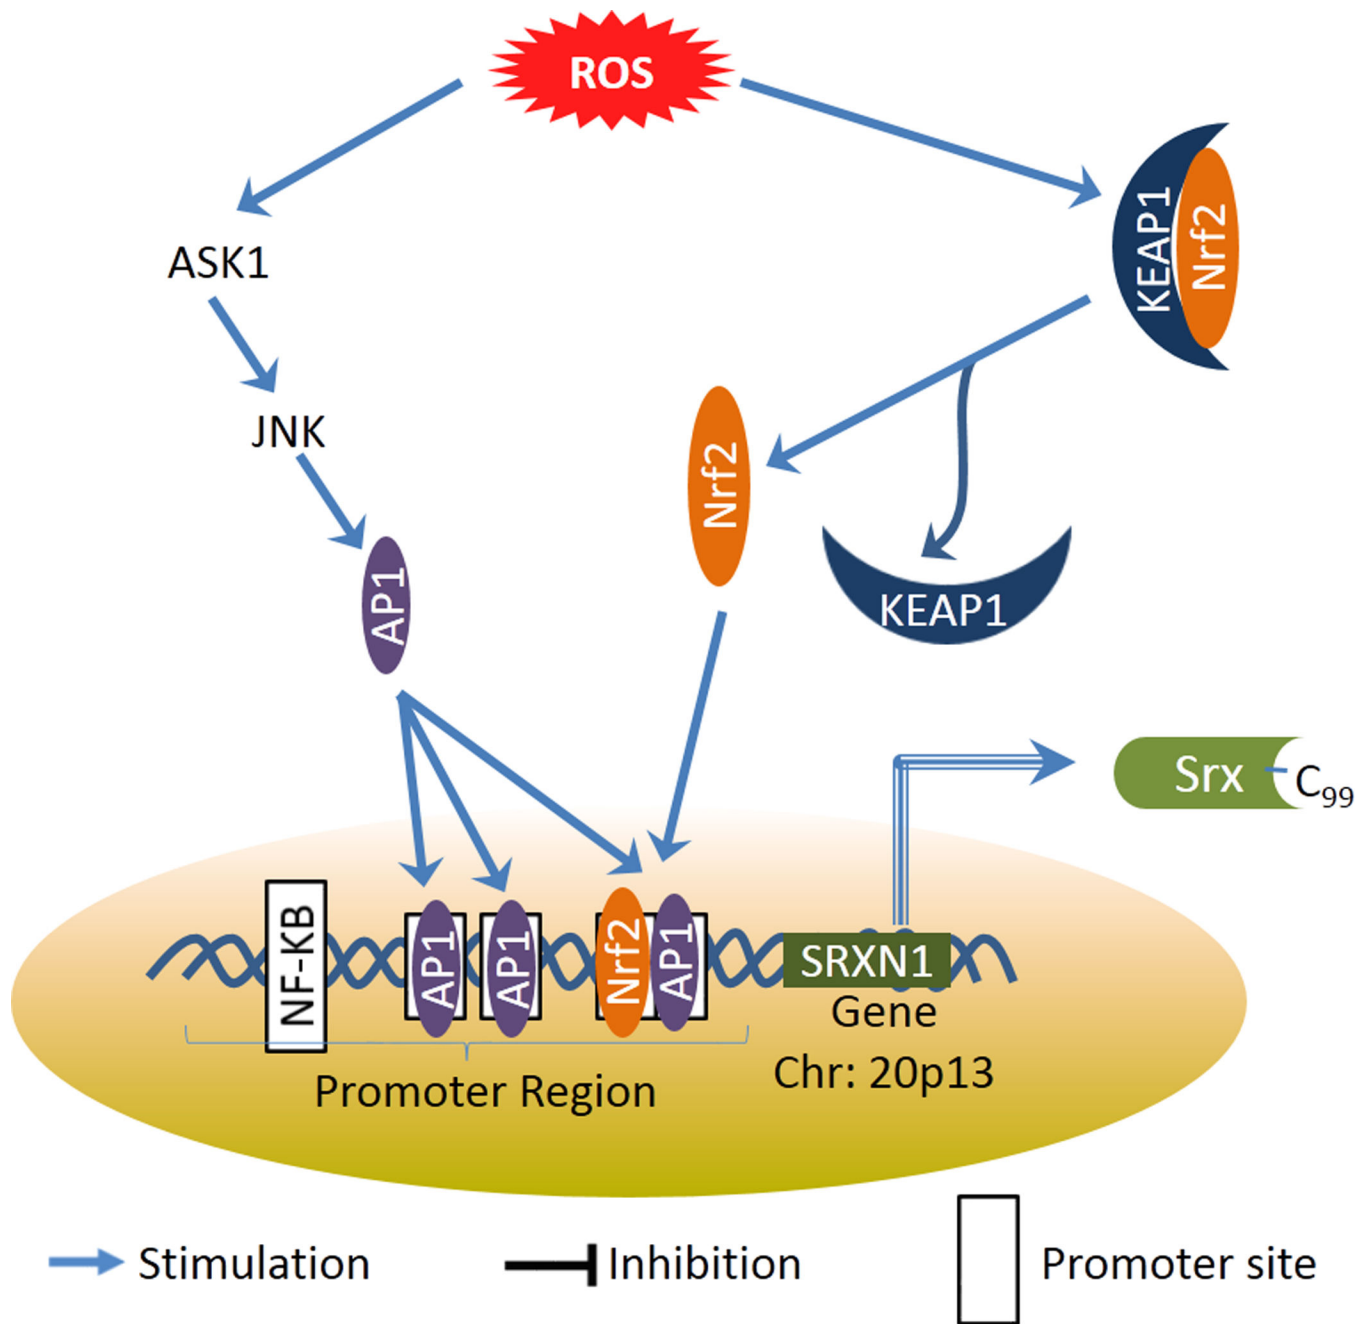 ROS
KEAP1
Nrf2
ASK1
JNK
Nrf2
AP1
KEAP1
Srx
C99
NF-KB
AP1
AP1
Nrf2
AP1
SRXN1
Gene
Promoter Region
Chr: 20p13
Stimulation
Inhibition
Promoter site